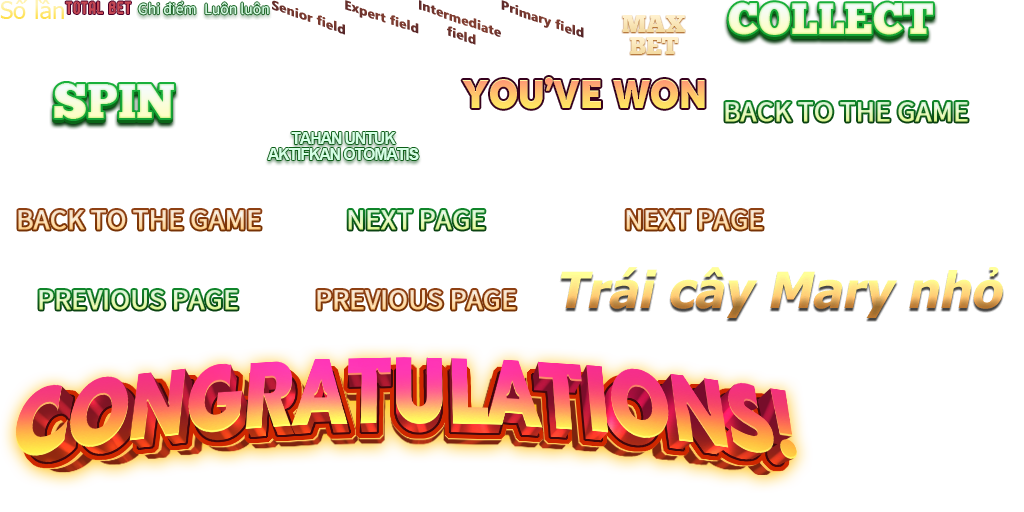 Số lần
TOTAL BET
Ghi điểm
Luôn luôn
Senior field
Expert field
Intermediate
field
Primary field
MAX
BET
COLLECT
SPIN
YOU'VE WON
BACK TO THE GAME
TAHAN UNTUK
AKTIFKAN OTOMATIS
BACK TO THE GAME
NEXT PAGE
NEXT PAGE
PREVIOUS PAGE
PREVIOUS PAGE
Trái cây Mary nhỏ
CONGRATULATIONS!